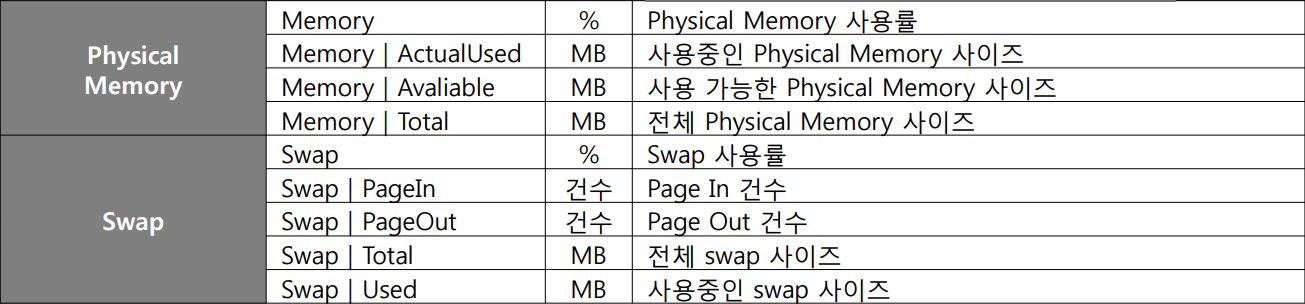 Physical
Memory
Memory % Physical Memory 사용률
Memory | ActualUsed MB 사용중인 Physical Memory 사이즈
Memory | Avaliable MB 사용 가능한 Physical Memory 사이즈
Memory | Total MB 전체 Physical Memory 사이즈
Swap
Swap % Swap 사용률
Swap | PageIn 건수 Page In 건수
Swap | PageOut 건수 Page Out 건수
Swap | Total MB 전체 swap 사이즈
Swap | Used MB 사용중인 swap 사이즈